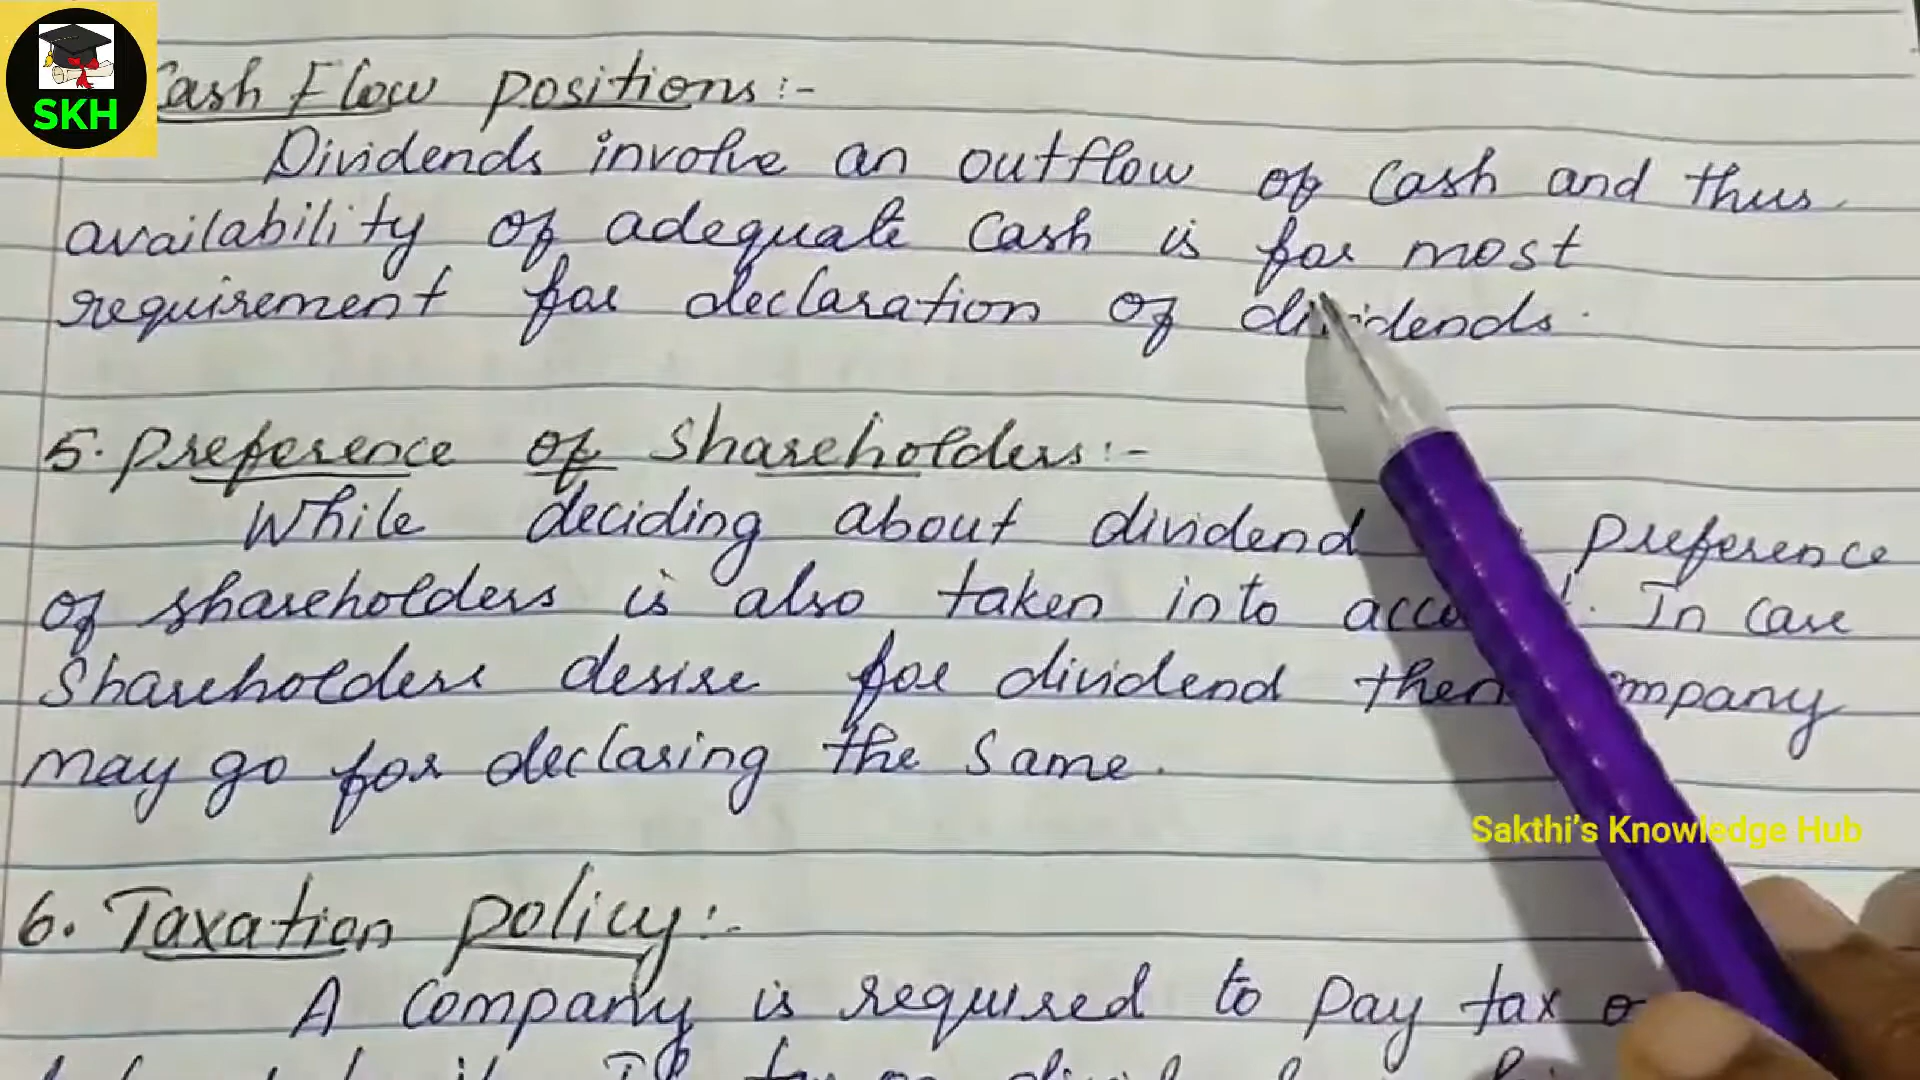 SKH
Cash Flow positions:-
Dividends involve an outflow of cash and thus
availability of adequate cash is for most
requirement for declaration of dividends.
5. preference of shareholders:-
While deciding about dividend preference
of shareholders is also taken into In case
Shareholders desire for dividend then
may go for declaring the same.
Sakthi's Knowledge Hub
6. Taxation policy:-
A company is required to pay tax